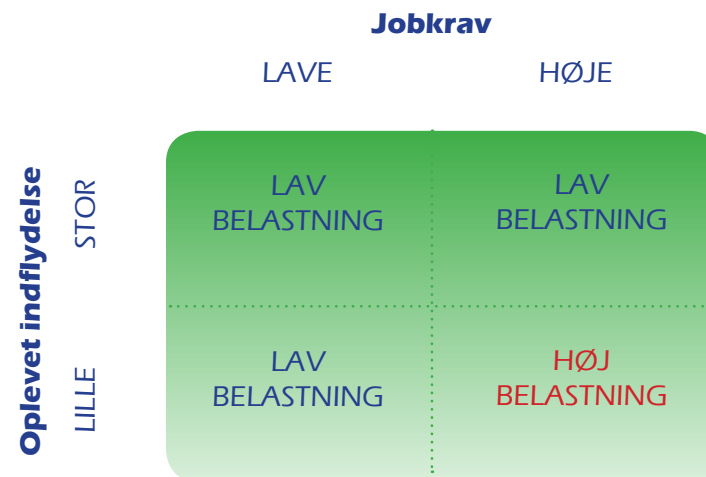 Jobkrav
LAVE HØJE
Oplevet indflydelse
STOR
LAV LAV
BELASTNING BELASTNING
LILLE
LAV HØJ
BELASTNING BELASTNING